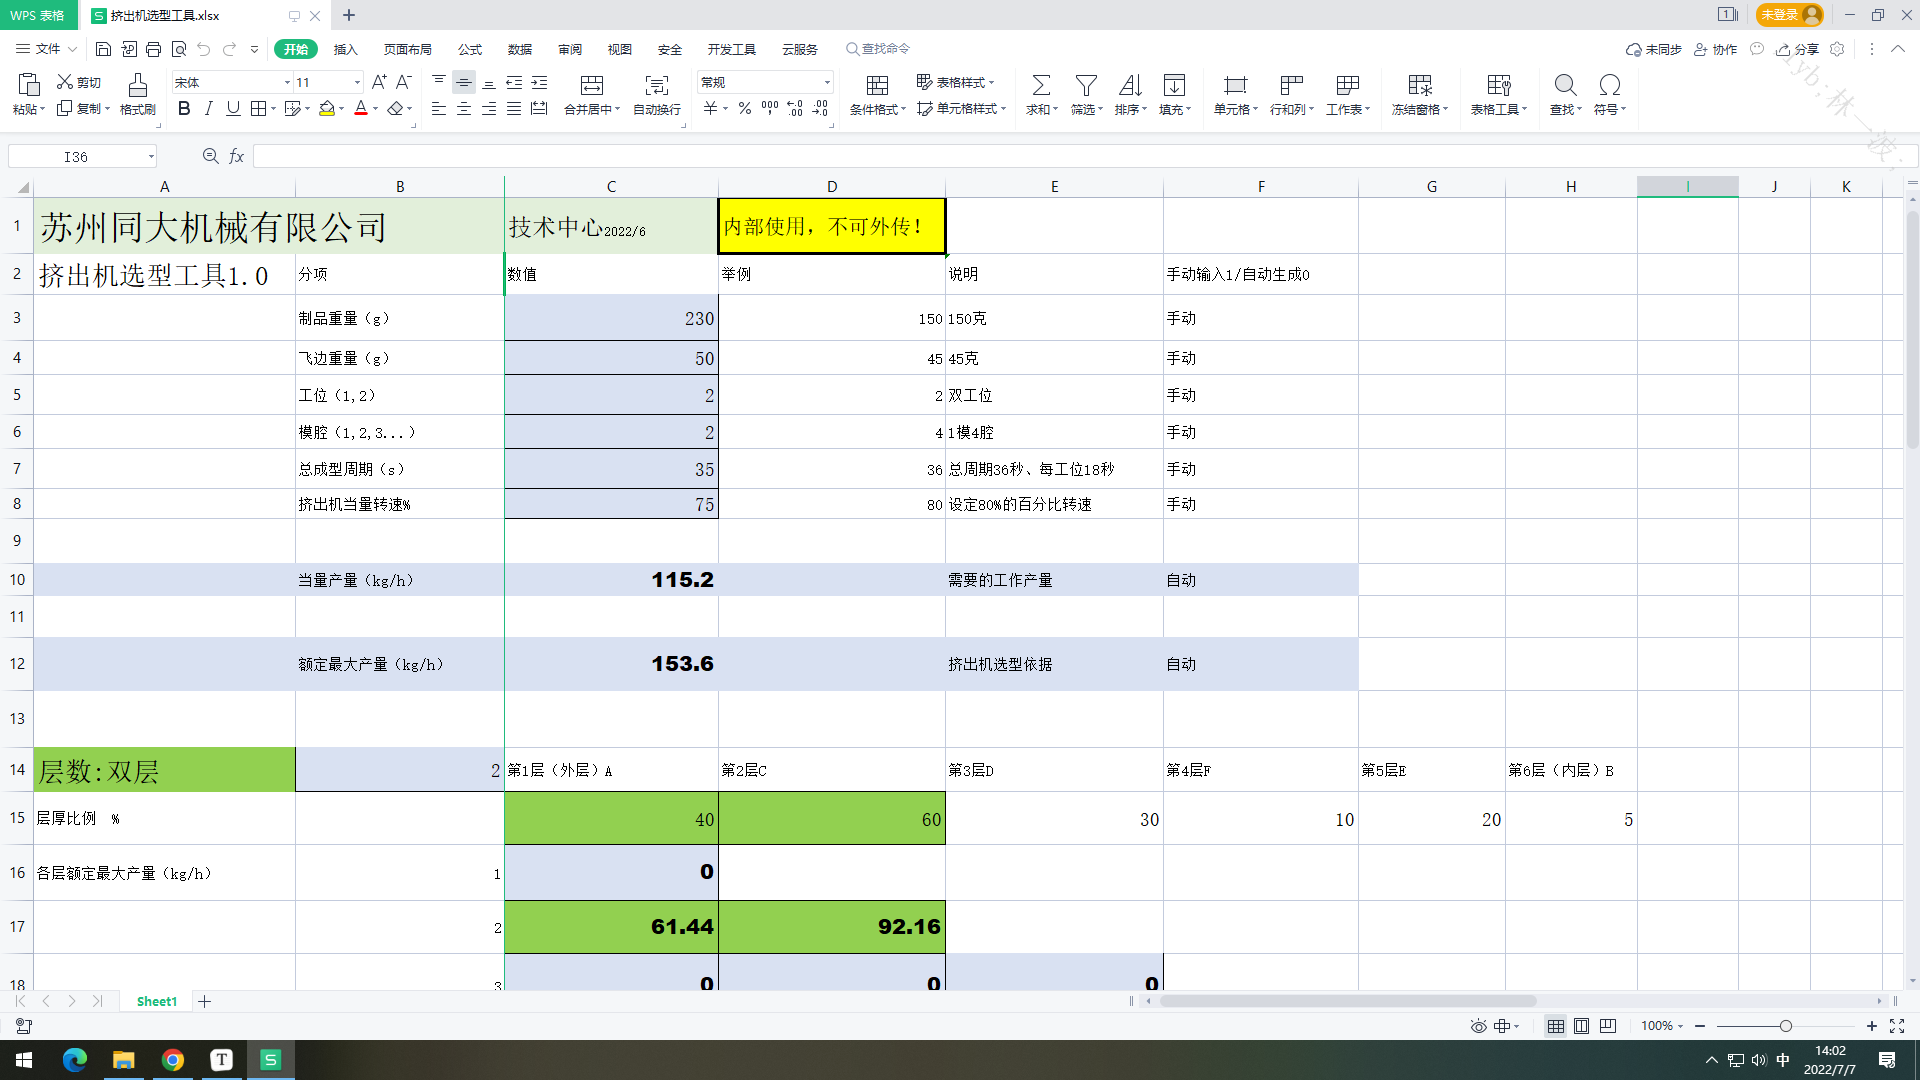 WPS 表格
挤出机选型工具.xlsx
1
未登录
文件
开始
插入
页面布局
公式
数据
审阅
视图
安全
开发工具
云服务
查找命令
未同步
协作
分享
粘贴
剪切
复制
格式刷
宋体
11
合并居中
自动换行
常规
条件格式
表格样式
单元格样式
求和
筛选
排序
填充
单元格
行和列
工作表
冻结窗格
表格工具
查找
符号
I36
fx
A B C D E F G H I J K
1 苏州同大机械有限公司 技术中心2022/6 内部使用，不可外传！
2 挤出机选型工具1.0 分项 数值 举例 说明 手动输入1/自动生成0
3 制品重量（g） 230 150 150克 手动
4 飞边重量（g） 50 45 45克 手动
5 工位（1,2） 2 2 双工位 手动
6 模腔（1,2,3...） 2 4 1模4腔 手动
7 总成型周期（s） 35 36 总周期36秒、每工位18秒 手动
8 挤出机当量转速% 75 80 设定80%的百分比转速 手动
9
10 当量产量（kg/h） 115.2 需要的工作产量 自动
11
12 额定最大产量（kg/h） 153.6 挤出机选型依据 自动
13
14 层数:双层 2 第1层（外层）A 第2层C 第3层D 第4层F 第5层E 第6层（内层）B
15 层厚比例 % 40 60 30 10 20 5
16 各层额定最大产量（kg/h） 1 0
17 2 61.44 92.16
18 3 0 0 0
Sheet1
100%
中
14:02
2022/7/7